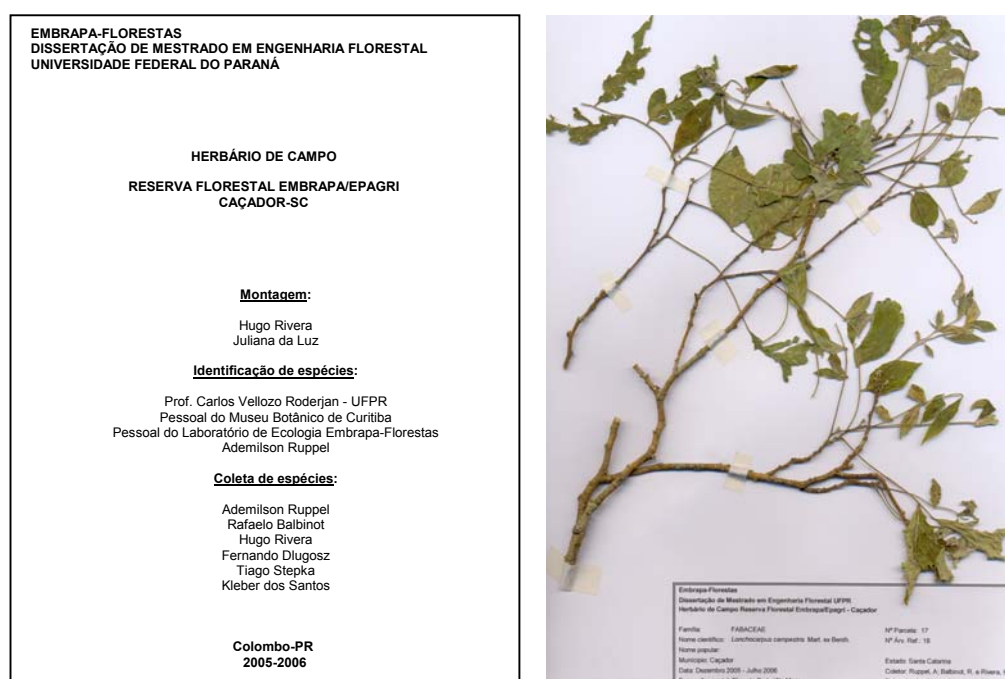 EMBRAPA-FLORESTAS
DISSERTAÇÃO DE MESTRADO EM ENGENHARIA FLORESTAL
UNIVERSIDADE FEDERAL DO PARANÁ
HERBÁRIO DE CAMPO
RESERVA FLORESTAL EMBRAPA/EPAGRI
CAÇADOR-SC
Montagem:
Hugo Rivera
Juliana da Luz
Identificação de espécies:
Prof. Carlos Vellozo Roderjan - UFPR
Pessoal do Museu Botânico de Curitiba
Pessoal do Laboratório de Ecologia Embrapa-Florestas
Ademilson Ruppel
Coleta de espécies:
Ademilson Ruppel
Rafaelo Balbinot
Hugo Rivera
Fernando Dlugosz
Tiago Stepka
Kleber dos Santos
Colombo-PR
2005-2006
Embrapa-Florestas
Dissertação de Mestrado em Engenharia Florestal UFPR
Herbário de Campo Reserva Florestal Embrapa/Epagri - Caçador
Família: FABACEAE Nº Parcela: 17
Nome científico: Lonchocarpus campestris Mart. ex Benth. Nº Árv. Ref.: 18
Nome popular:
Município: Caçador Estado: Santa Catarina
Data: Dezembro 2005 - Julho 2006 Coletor: Ruppel, A; Balbinot, R. e Rivera,